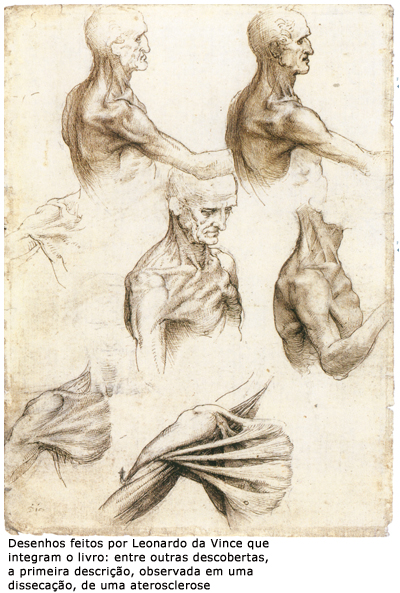 Desenhos feitos por Leonardo da Vince que
integram o livro: entre outras descobertas,
a primeira descrição, observada em uma
dissecação, de uma aterosclerose